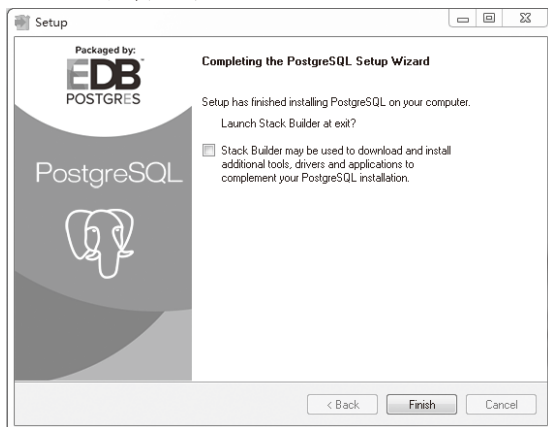 Setup
Packaged by:
EDB
POSTGRES
PostgreSQL
Completing the PostgreSQL Setup Wizard
Setup has finished installing PostgreSQL on your computer.
Launch Stack Builder at exit?
Stack Builder may be used to download and install
additional tools, drivers and applications to
complement your PostgreSQL installation.
< Back
Finish
Cancel